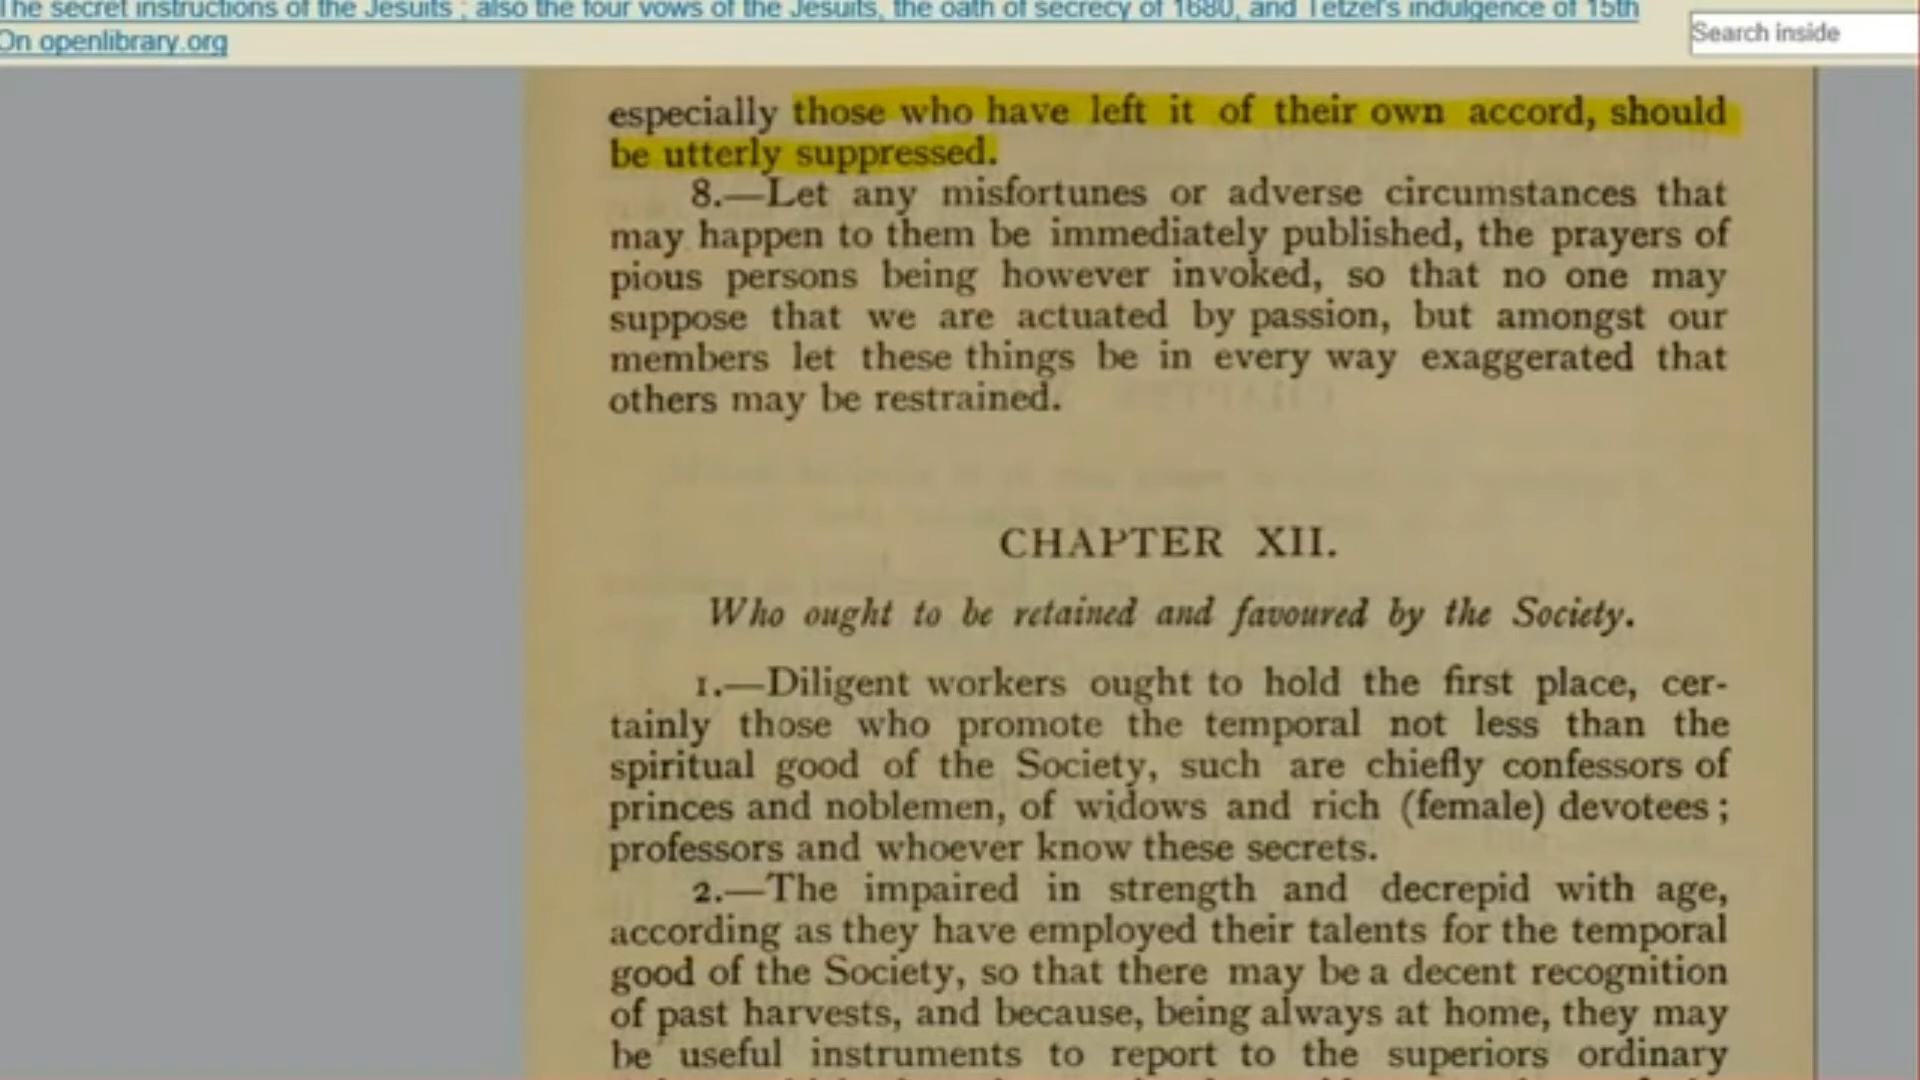 The secret instructions of the Jesuits ; also the four vows of the Jesuits, the oath of secrecy of 1680, and Tetzel's indulgence of 15th
On openlibrary.org
Search inside
especially those who have left it of their own accord, should
be utterly suppressed.
8.—Let any misfortunes or adverse circumstances that
may happen to them be immediately published, the prayers of
pious persons being however invoked, so that no one may
suppose that we are actuated by passion, but amongst our
members let these things be in every way exaggerated that
others may be restrained.
CHAPTER XII.
Who ought to be retained and favoured by the Society.
1.—Diligent workers ought to hold the first place, cer-
tainly those who promote the temporal not less than the
spiritual good of the Society, such are chiefly confessors of
princes and noblemen, of widows and rich (female) devotees ;
professors and whoever know these secrets.
2.—The impaired in strength and decrepid with age,
according as they have employed their talents for the temporal
good of the Society, so that there may be a decent recognition
of past harvests, and because, being always at home, they may
be useful instruments to report to the superiors ordinary